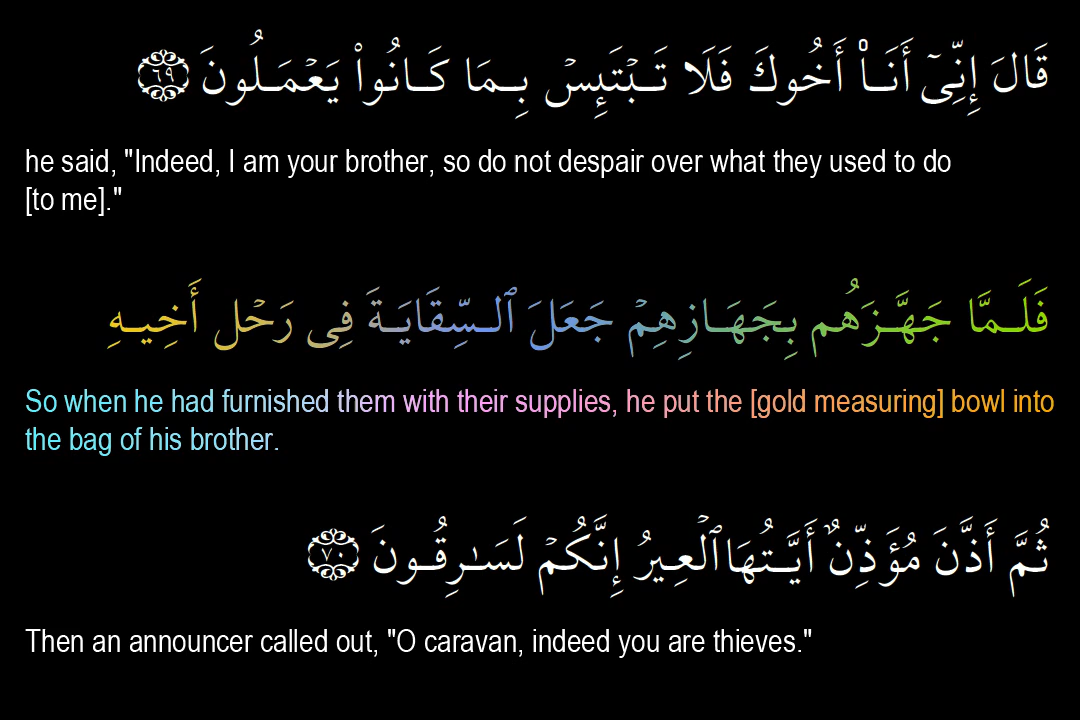 قَالَ إِنِّىٓ أَنَا۠ أَخُوكَ فَلَا تَبْتَئِسْ بِمَا كَانُوا۟ يَعْمَلُونَ ٦٩
he said, "Indeed, I am your brother, so do not despair over what they used to do
[to me]."
فَلَمَّا جَهَّزَهُم بِجَهَازِهِمْ جَعَلَ ٱلسِّقَايَةَ فِى رَحْلِ أَخِيهِ
So when he had furnished them with their supplies, he put the [gold measuring] bowl into
the bag of his brother.
ثُمَّ أَذَّنَ مُؤَذِّنٌ أَيَّتُهَا ٱلْعِيرُ إِنَّكُمْ لَسَـٰرِقُونَ ٧٠
Then an announcer called out, "O caravan, indeed you are thieves."